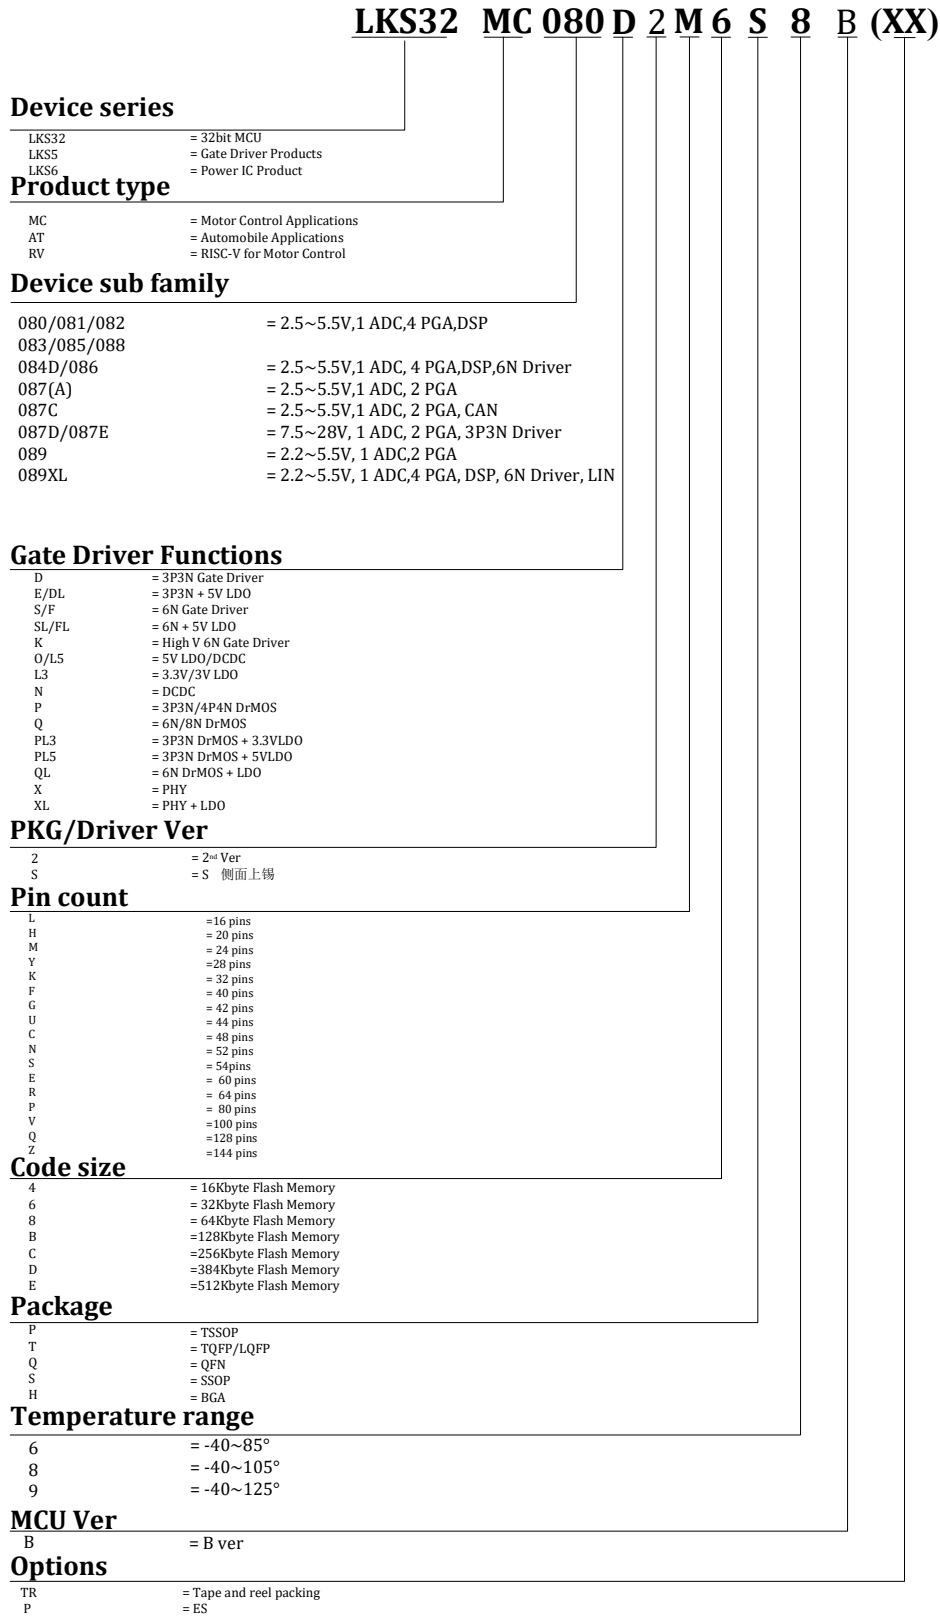 LKS32 MC 080 D 2 M 6 S 8 B (XX)
Device series
LKS32 = 32bit MCU
LKS5 = Gate Driver Products
LKS6 = Power IC Product
Product type
MC = Motor Control Applications
AT = Automobile Applications
RV = RISC-V for Motor Control
Device sub family
080/081/082 = 2.5~5.5V,1 ADC,4 PGA,DSP
083/085/088
084D/086 = 2.5~5.5V,1 ADC, 4 PGA,DSP,6N Driver
087(A) = 2.5~5.5V,1 ADC, 2 PGA
087C = 2.5~5.5V,1 ADC, 2 PGA, CAN
087D/087E = 7.5~28V, 1 ADC, 2 PGA, 3P3N Driver
089 = 2.2~5.5V, 1 ADC,2 PGA
089XL = 2.2~5.5V, 1 ADC,4 PGA, DSP, 6N Driver, LIN
Gate Driver Functions
D = 3P3N Gate Driver
E/DL = 3P3N + 5V LDO
S/F = 6N Gate Driver
SL/FL = 6N + 5V LDO
K = High V 6N Gate Driver
O/L5 = 5V LDO/DCDC
L3 = 3.3V/3V LDO
N = DCDC
P = 3P3N/4P4N DrMOS
Q = 6N/8N DrMOS
PL3 = 3P3N DrMOS + 3.3VLDO
PL5 = 3P3N DrMOS + 5VLDO
QL = 6N DrMOS + LDO
X = PHY
XL = PHY + LDO
PKG/Driver Ver
2 = 2nd Ver
S = S 侧面上锡
Pin count
L =16 pins
H = 20 pins
M = 24 pins
Y =28 pins
K = 32 pins
F = 40 pins
G = 42 pins
U = 44 pins
C = 48 pins
N = 52 pins
S = 54pins
E = 60 pins
R = 64 pins
P = 80 pins
V =100 pins
Q =128 pins
Z =144 pins
Code size
4 = 16Kbyte Flash Memory
6 = 32Kbyte Flash Memory
8 = 64Kbyte Flash Memory
B =128Kbyte Flash Memory
C =256Kbyte Flash Memory
D =384Kbyte Flash Memory
E =512Kbyte Flash Memory
Package
P = TSSOP
T = TQFP/LQFP
Q = QFN
S = SSOP
H = BGA
Temperature range
6 = -40~85°
8 = -40~105°
9 = -40~125°
MCU Ver
B = B ver
Options
TR = Tape and reel packing
P = ES